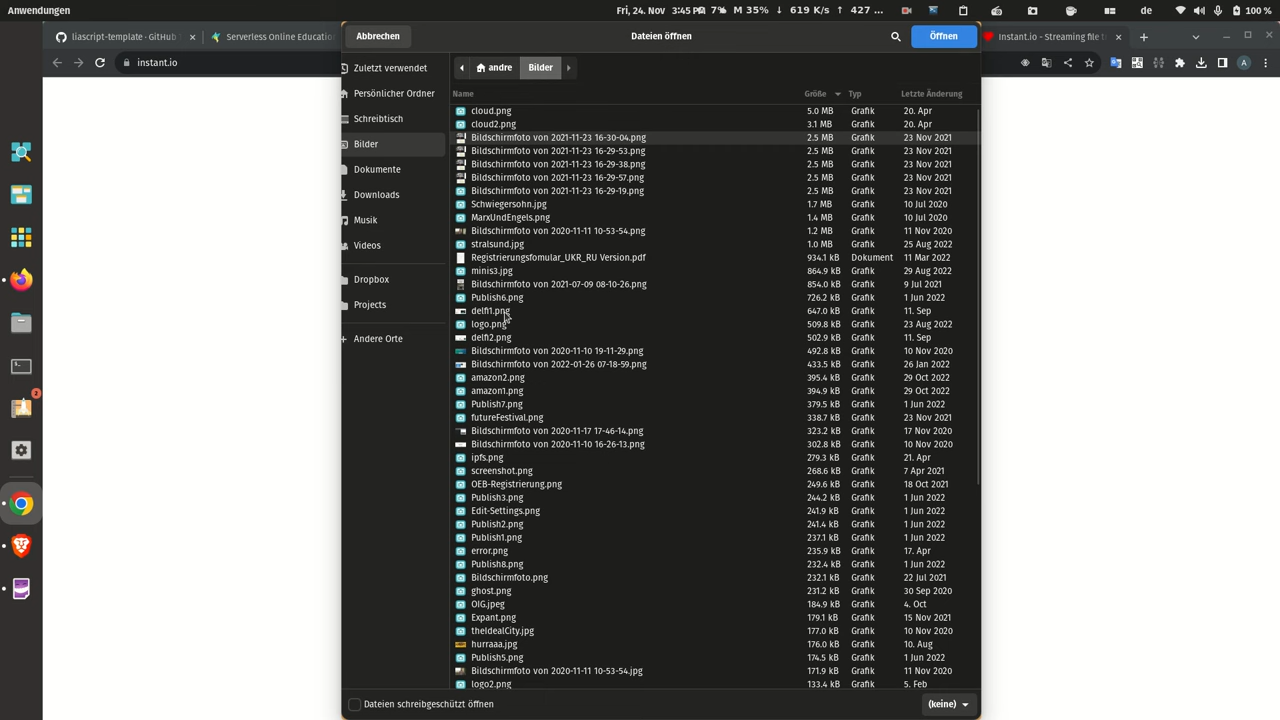 Anwendungen
Fri, 24. Nov 3:45 PM
7% M 35% ↓ 619 K/s ↑ 427 ...
de
100 %
liascript-template · GitHub
Serverless Online Educatio
Instant.io - Streaming file t
instant.io
Abbrechen
Dateien öffnen
Öffnen
Zuletzt verwendet
Persönlicher Ordner
Schreibtisch
Bilder
Dokumente
Downloads
Musik
Videos
Dropbox
Projects
Andere Orte
andre Bilder
Name Größe Typ Letzte Änderung
cloud.png 5.0 MB Grafik 20. Apr
cloud2.png 3.1 MB Grafik 20. Apr
Bildschirmfoto von 2021-11-23 16-30-04.png 2.5 MB Grafik 23 Nov 2021
Bildschirmfoto von 2021-11-23 16-29-53.png 2.5 MB Grafik 23 Nov 2021
Bildschirmfoto von 2021-11-23 16-29-38.png 2.5 MB Grafik 23 Nov 2021
Bildschirmfoto von 2021-11-23 16-29-57.png 2.5 MB Grafik 23 Nov 2021
Bildschirmfoto von 2021-11-23 16-29-19.png 2.5 MB Grafik 23 Nov 2021
Schwiegersohn.jpg 1.7 MB Grafik 10 Jul 2020
MarxUndEngels.png 1.4 MB Grafik 10 Jul 2020
Bildschirmfoto von 2020-11-11 10-53-54.png 1.2 MB Grafik 11 Nov 2020
stralsund.jpg 1.0 MB Grafik 25 Aug 2022
Registrierungsfomular_UKR_RU Version.pdf 934.1 kB Dokument 11 Mar 2022
minis3.jpg 864.9 kB Grafik 29 Aug 2022
Bildschirmfoto von 2021-07-09 08-10-26.png 854.0 kB Grafik 9 Jul 2021
Publish6.png 726.2 kB Grafik 1 Jun 2022
delfi1.png 647.0 kB Grafik 11. Sep
logo.png 509.8 kB Grafik 23 Aug 2022
delfi2.png 502.9 kB Grafik 11. Sep
Bildschirmfoto von 2020-11-10 19-11-29.png 492.8 kB Grafik 10 Nov 2020
Bildschirmfoto von 2022-01-26 07-18-59.png 433.5 kB Grafik 26 Jan 2022
amazon2.png 395.4 kB Grafik 29 Oct 2022
amazon1.png 394.9 kB Grafik 29 Oct 2022
Publish7.png 379.5 kB Grafik 1 Jun 2022
futureFestival.png 338.7 kB Grafik 23 Nov 2021
Bildschirmfoto von 2020-11-17 17-46-14.png 323.2 kB Grafik 17 Nov 2020
Bildschirmfoto von 2020-11-10 16-26-13.png 302.8 kB Grafik 10 Nov 2020
ipfs.png 279.3 kB Grafik 21. Apr
screenshot.png 268.6 kB Grafik 7 Apr 2021
OEB-Registrierung.png 249.6 kB Grafik 18 Oct 2021
Publish3.png 244.2 kB Grafik 1 Jun 2022
Edit-Settings.png 241.9 kB Grafik 1 Jun 2022
Publish2.png 241.4 kB Grafik 1 Jun 2022
Publish1.png 237.1 kB Grafik 1 Jun 2022
error.png 235.9 kB Grafik 17. Apr
Publish8.png 232.4 kB Grafik 1 Jun 2022
Bildschirmfoto.png 232.1 kB Grafik 22 Jul 2021
ghost.png 231.2 kB Grafik 30 Sep 2020
OIG.jpeg 184.9 kB Grafik 4. Oct
Expant.png 179.1 kB Grafik 15 Nov 2021
theIdealCity.jpg 177.0 kB Grafik 10 Nov 2020
hurraaa.jpg 176.0 kB Grafik 10. Aug
Publish5.png 174.5 kB Grafik 1 Jun 2022
Bildschirmfoto von 2020-11-11 10-53-54.jpg 171.9 kB Grafik 11 Nov 2020
logo2.png 133.4 kB Grafik 5. Feb
Dateien schreibgeschützt öffnen
(keine)
2
A